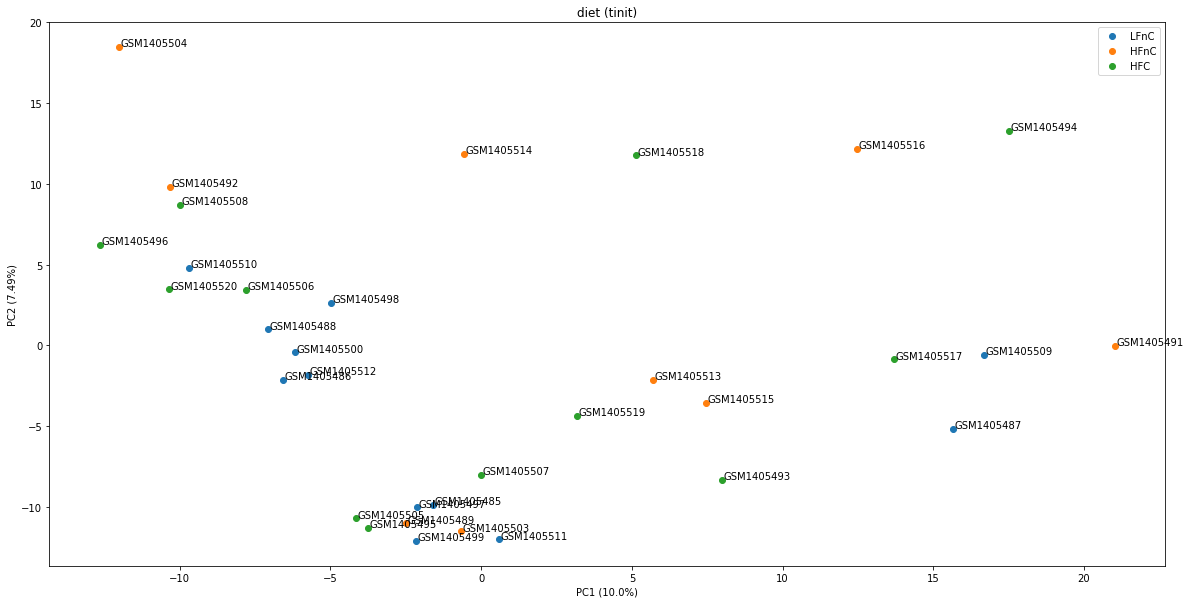 diet (tinit)
20
GSM1405504
LFnC
HFnC
HFC
15
GSM1405494
GSM1405514
GSM1405518
GSM1405516
10
GSM1405492
GSM1405508
GSM1405496
5
GSM1405510
GSM1405520
GSM1405506
GSM1405498
PC2 (7.49%)
GSM1405488
0
GSM1405500
GSM1405491
GSM1405509
GSM1405517
GSM1405512
GSM1405486
GSM1405513
GSM1405515
GSM1405519
−5
GSM1405487
GSM1405507
GSM1405493
−10
GSM1405485
GSM1405497
GSM1405505
GSM1405489
GSM1405495
GSM1405503
GSM1405499
GSM1405511
−10
−5
0
5
10
15
20
PC1 (10.0%)